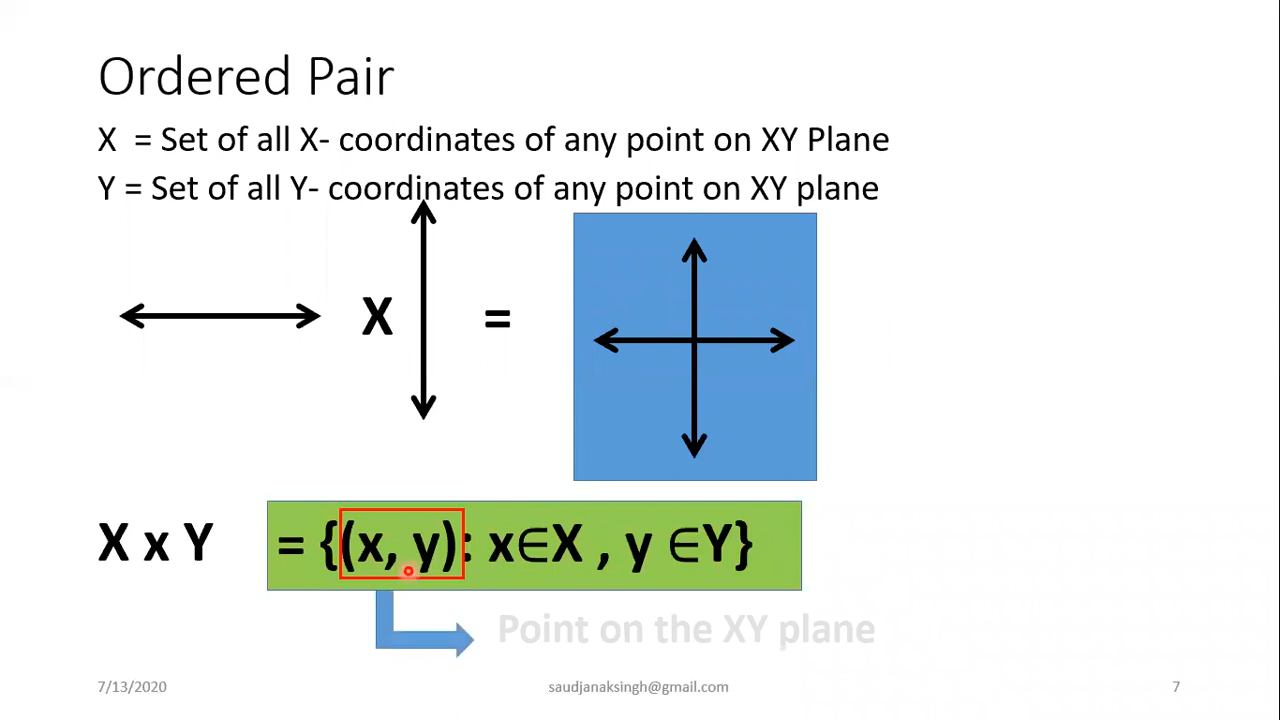 Ordered Pair
X = Set of all X- coordinates of any point on XY Plane
Y = Set of all Y- coordinates of any point on XY plane
X =
X x Y = {(x, y): x∈X , y ∈Y}
Point on the XY plane
7/13/2020 saudjanaksingh@gmail.com 7